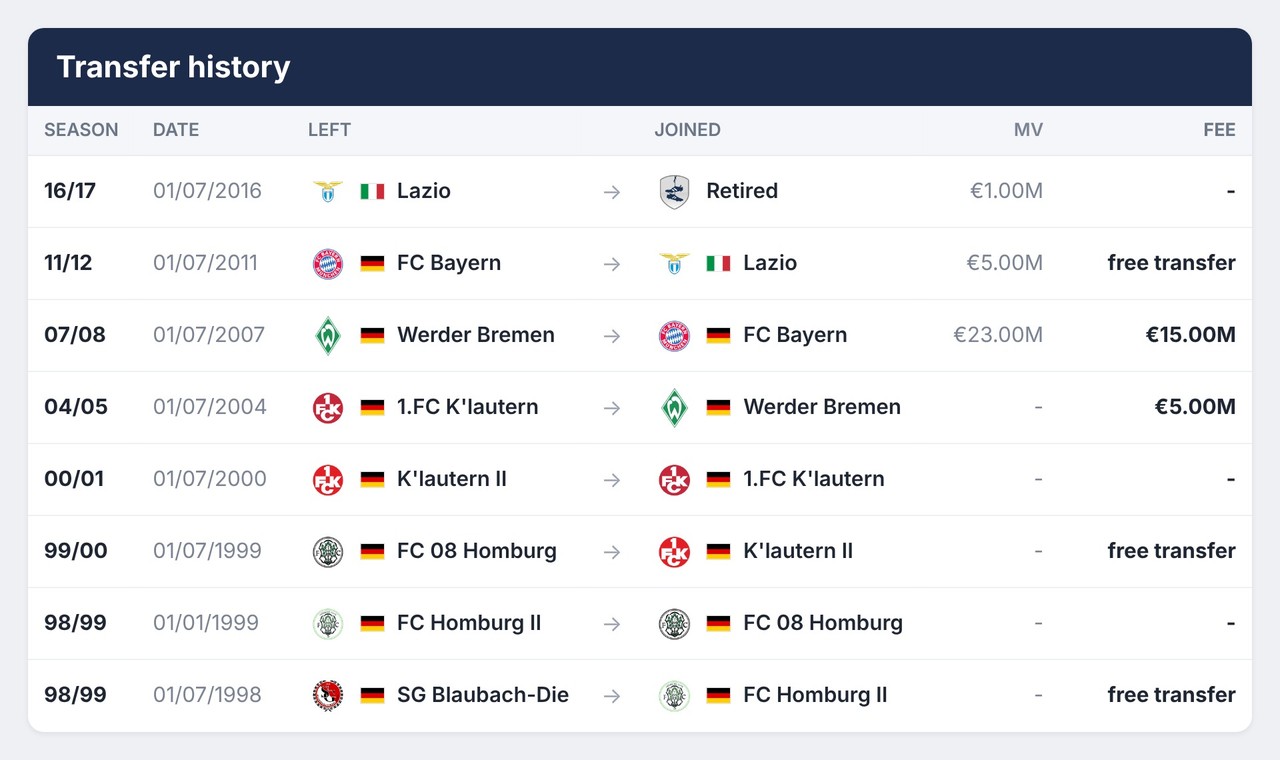 Transfer history
SEASON DATE LEFT JOINED MV FEE
16/17 01/07/2016 Lazio → Retired €1.00M -
11/12 01/07/2011 FC Bayern → Lazio €5.00M free transfer
07/08 01/07/2007 Werder Bremen → FC Bayern €23.00M €15.00M
04/05 01/07/2004 1.FC K'lautern → Werder Bremen - €5.00M
00/01 01/07/2000 K'lautern II → 1.FC K'lautern - -
99/00 01/07/1999 FC 08 Homburg → K'lautern II - free transfer
98/99 01/01/1999 FC Homburg II → FC 08 Homburg - -
98/99 01/07/1998 SG Blaubach-Die → FC Homburg II - free transfer